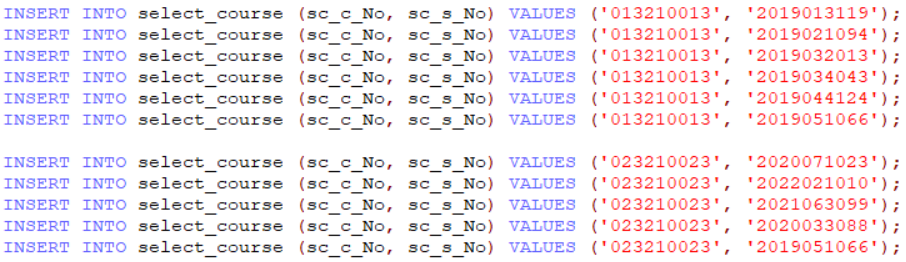 INSERT INTO select_course (sc_c_No, sc_s_No) VALUES ('013210013', '2019013119');
INSERT INTO select_course (sc_c_No, sc_s_No) VALUES ('013210013', '2019021094');
INSERT INTO select_course (sc_c_No, sc_s_No) VALUES ('013210013', '2019032013');
INSERT INTO select_course (sc_c_No, sc_s_No) VALUES ('013210013', '2019034043');
INSERT INTO select_course (sc_c_No, sc_s_No) VALUES ('013210013', '2019044124');
INSERT INTO select_course (sc_c_No, sc_s_No) VALUES ('013210013', '2019051066');

INSERT INTO select_course (sc_c_No, sc_s_No) VALUES ('023210023', '2020071023');
INSERT INTO select_course (sc_c_No, sc_s_No) VALUES ('023210023', '2022021010');
INSERT INTO select_course (sc_c_No, sc_s_No) VALUES ('023210023', '2021063099');
INSERT INTO select_course (sc_c_No, sc_s_No) VALUES ('023210023', '2020033088');
INSERT INTO select_course (sc_c_No, sc_s_No) VALUES ('023210023', '2019051066');